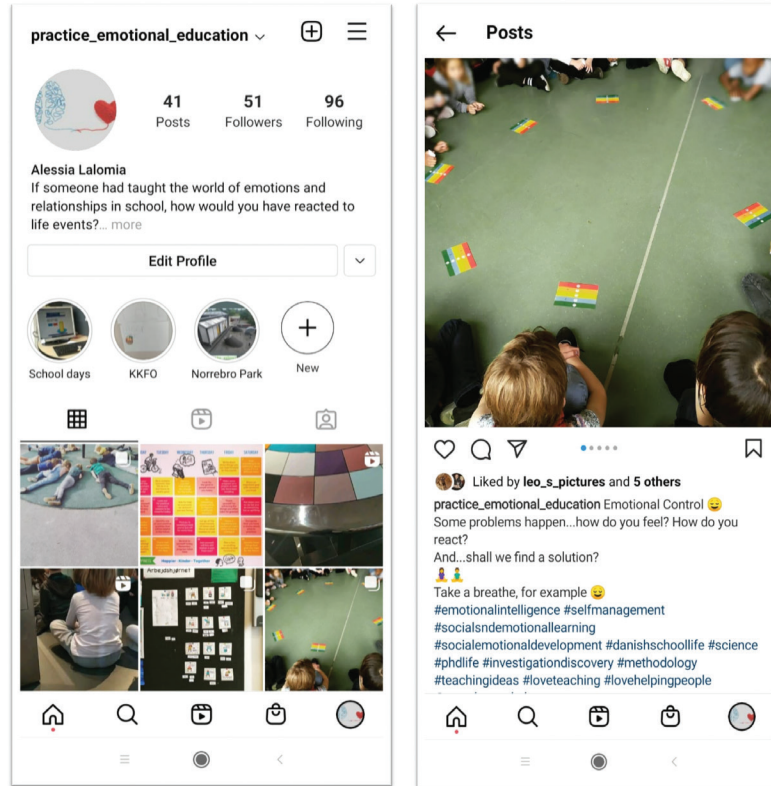 practice_emotional_education
41
51
96
Posts
Followers
Following
Alessia Lalomia
If someone had taught the world of emotions and
relationships in school, how would you have reacted to
life events?... more
Edit Profile
School days
KKFO
Norrebro Park
New
Arbejdshjørnet
Posts
Liked by leo_s_pictures and 5 others
practice_emotional_education Emotional Control
Some problems happen...how do you feel? How do you
react?
And...shall we find a solution?
Take a breathe, for example
#emotionalintelligence #selfmanagement
#socialsndemotionallearning
#socialemotionaldevelopment #danishschoollife #science
#phdlife #investigationdiscovery #methodology
#teachingideas #loveteaching #lovehelpingpeople